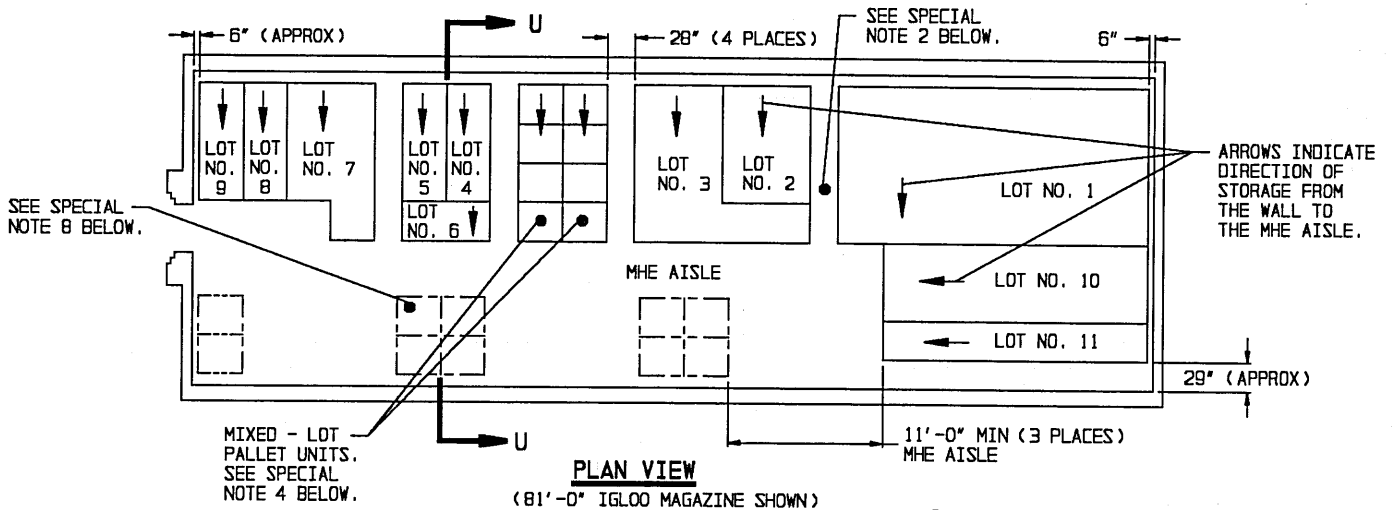 6" (APPROX)
U
28" (4 PLACES)
SEE SPECIAL
NOTE 2 BELOW.
6"
LOT
NO.
9
LOT
NO.
8
LOT
NO. 7
LOT
NO.
5
LOT
NO.
4
LOT
NO. 6
LOT
NO. 3
LOT
NO. 2
LOT NO. 1
ARROWS INDICATE
DIRECTION OF
STORAGE FROM
THE WALL TO
THE MHE AISLE.
SEE SPECIAL
NOTE 8 BELOW.
MHE AISLE
LOT NO. 10
LOT NO. 11
29" (APPROX)
MIXED - LOT
PALLET UNITS.
SEE SPECIAL
NOTE 4 BELOW.
U
11'-0" MIN (3 PLACES)
MHE AISLE
PLAN VIEW
(81'-0" IGLOO MAGAZINE SHOWN)